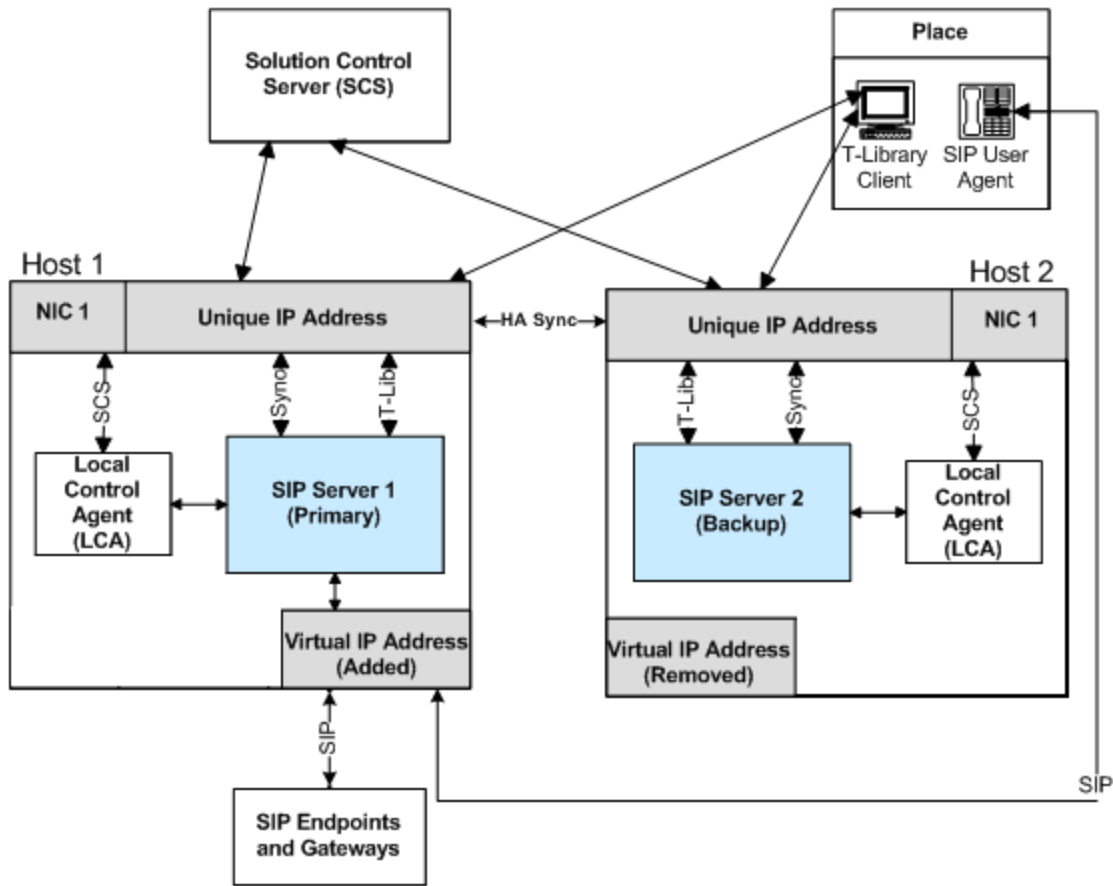 Solution Control
Server (SCS)
Place
T-Library
Client
SIP User
Agent
Host 1
NIC 1
Unique IP Address
HA Sync
Host 2
Unique IP Address
NIC 1
SCS
Sync
T-Lib
T-Lib
Sync
SCS
Local
Control
Agent
(LCA)
SIP Server 1
(Primary)
SIP Server 2
(Backup)
Local
Control
Agent
(LCA)
Virtual IP Address
(Added)
Virtual IP Address
(Removed)
SIP
SIP
SIP Endpoints
and Gateways